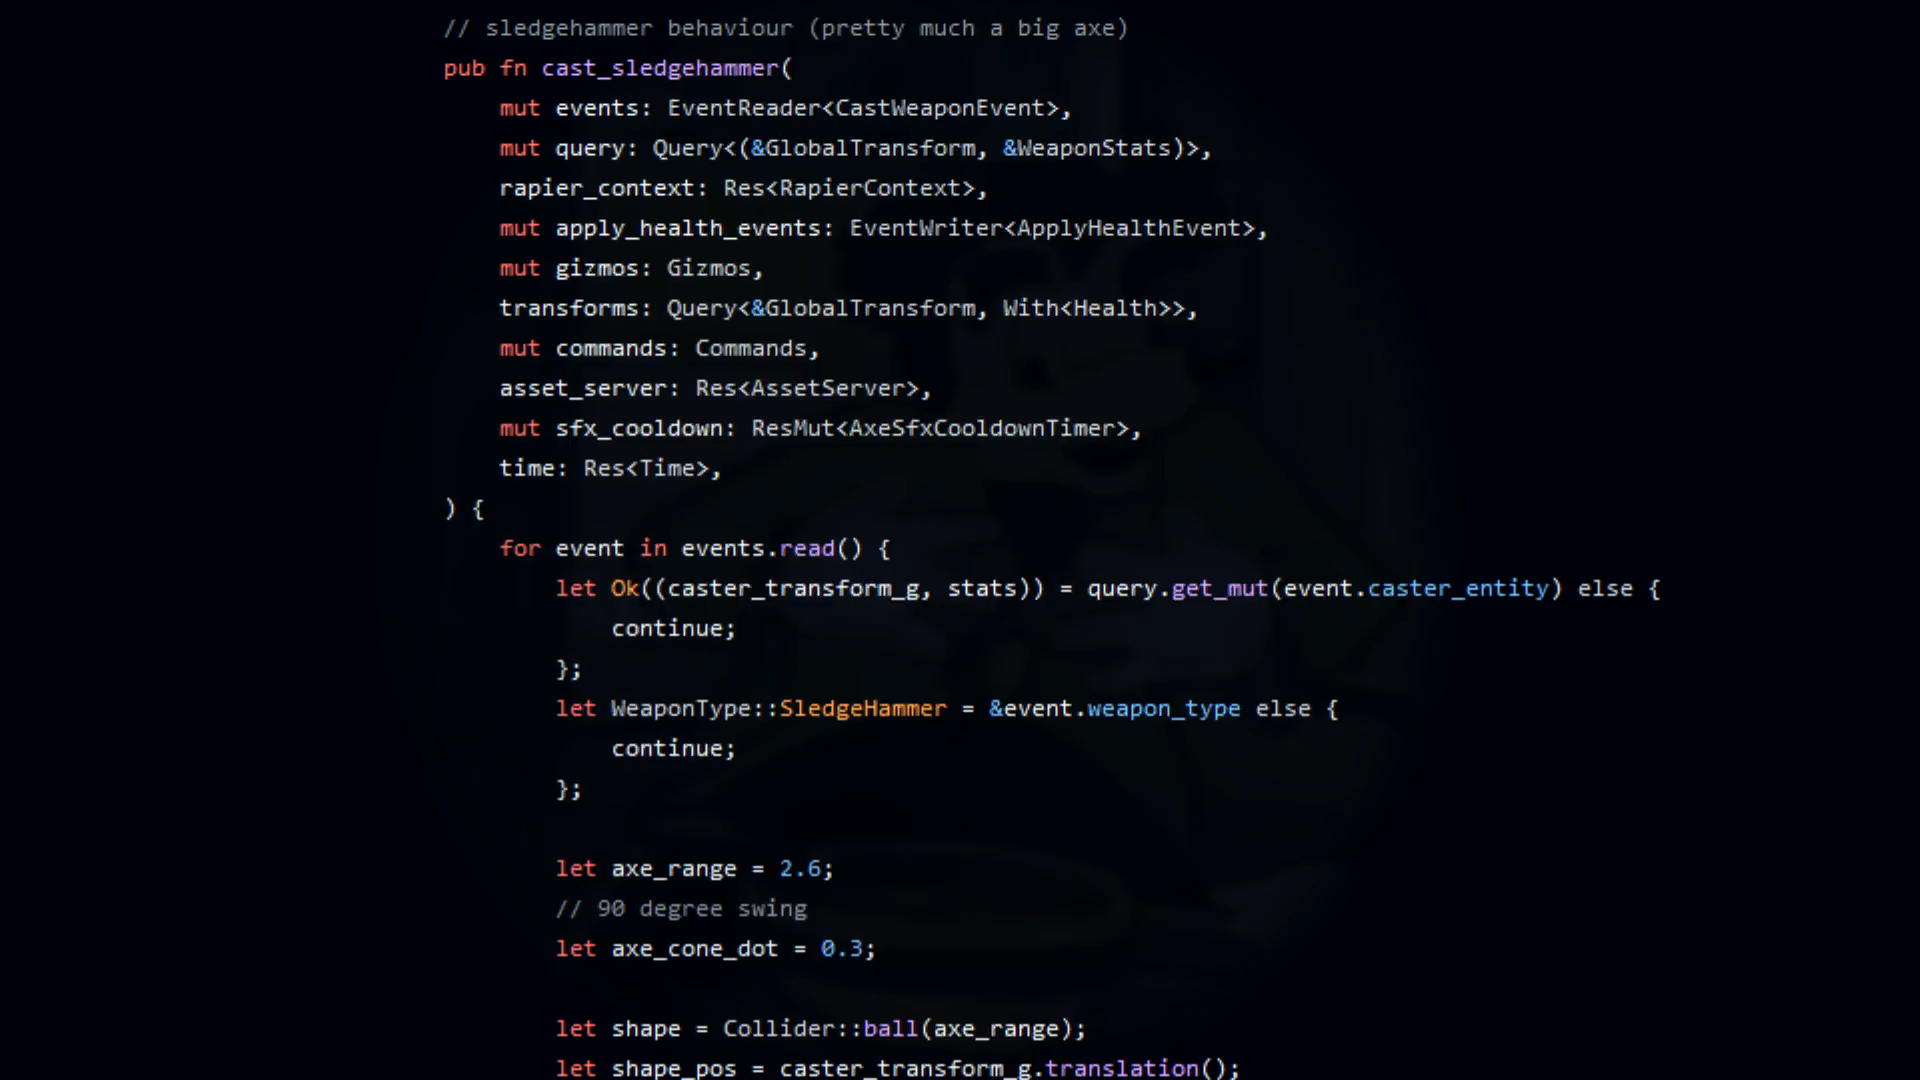 // sledgehammer behaviour (pretty much a big axe)
pub fn cast_sledgehammer(
    mut events: EventReader<CastWeaponEvent>,
    mut query: Query<(&GlobalTransform, &WeaponStats)>,
    rapier_context: Res<RapierContext>,
    mut apply_health_events: EventWriter<ApplyHealthEvent>,
    mut gizmos: Gizmos,
    transforms: Query<&GlobalTransform, With<Health>>,
    mut commands: Commands,
    asset_server: Res<AssetServer>,
    mut sfx_cooldown: ResMut<AxeSfxCooldownTimer>,
    time: Res<Time>,
) {
    for event in events.read() {
        let Ok((caster_transform_g, stats)) = query.get_mut(event.caster_entity) else {
            continue;
        };
        let WeaponType::SledgeHammer = &event.weapon_type else {
            continue;
        };

        let axe_range = 2.6;
        // 90 degree swing
        let axe_cone_dot = 0.3;

        let shape = Collider::ball(axe_range);
        let shape_pos = caster_transform_g.translation();